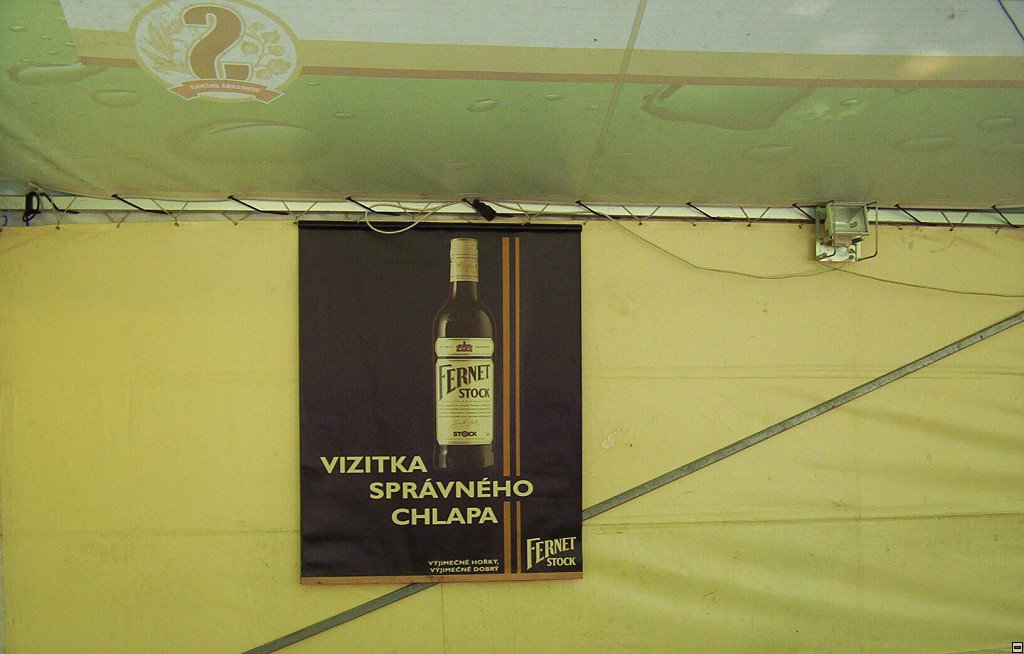 FERNET
STOCK
STOCK
VIZITKA
SPRÁVNÉHO
CHLAPA
VÝJIMEČNĚ HOŘKÝ,
VÝJIMEČNĚ DOBRÝ
FERNET
STOCK